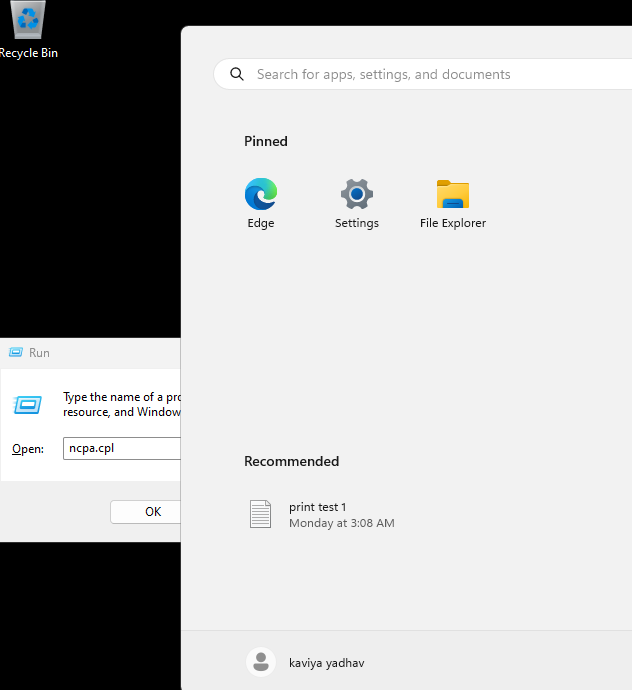 Recycle Bin
Search for apps, settings, and documents
Pinned
Edge
Settings
File Explorer
Run
Type the name of a
resource, and Window
Open:
ncpa.cpl
OK
Recommended
print test 1
Monday at 3:08 AM
kaviya yadhav